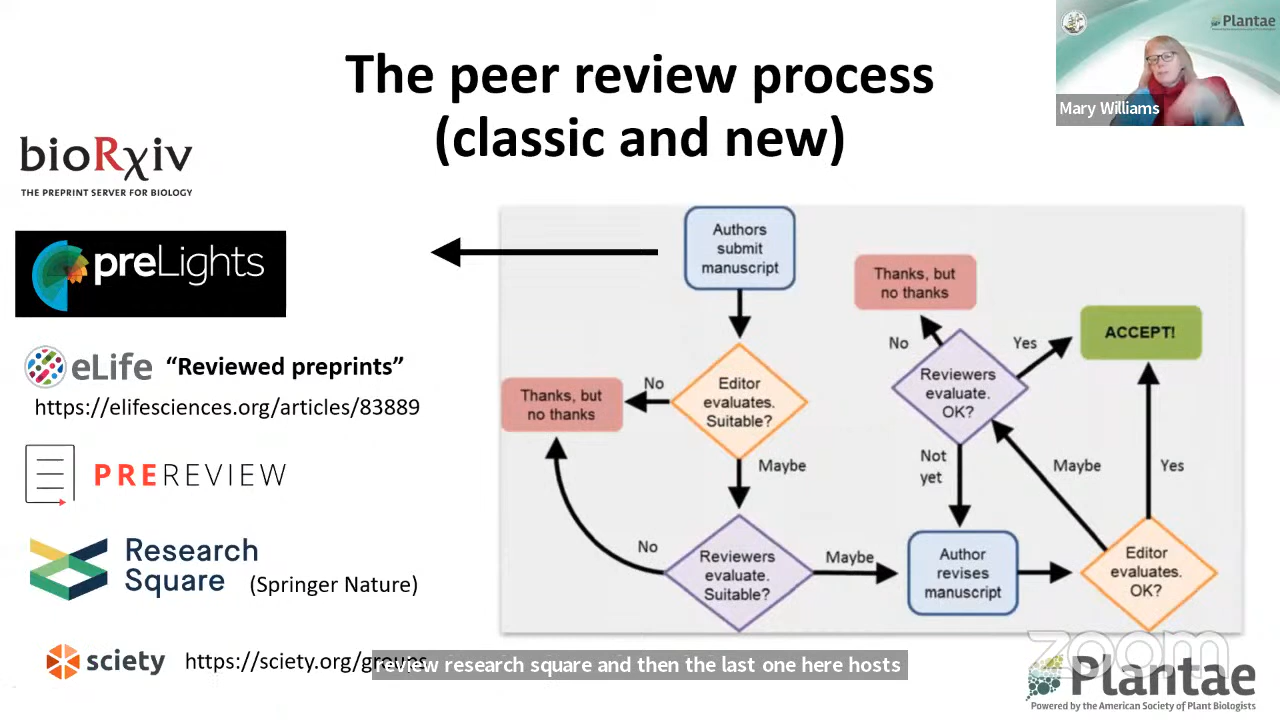 The peer review process
(classic and new)
Plantae
Mary Williams
bioRχiv
THE PREPRINT SERVER FOR BIOLOGY
preLights
eLife "Reviewed preprints"
https://elifesciences.org/articles/83889
PREREVIEW
Research
Square (Springer Nature)
sciety https://sciety.org/groups
Authors
submit
manuscript
Editor
evaluates.
Suitable?
No
Thanks, but
no thanks
Maybe
Reviewers
evaluate.
Suitable?
No
Maybe
Author
revises
manuscript
Editor
evaluates.
OK?
Maybe
Yes
Reviewers
evaluate.
OK?
No
Thanks, but
no thanks
Yes
Not
yet
ACCEPT!
review research square and then the last one here hosts
zoom
Plantae
Powered by the American Society of Plant Biologists